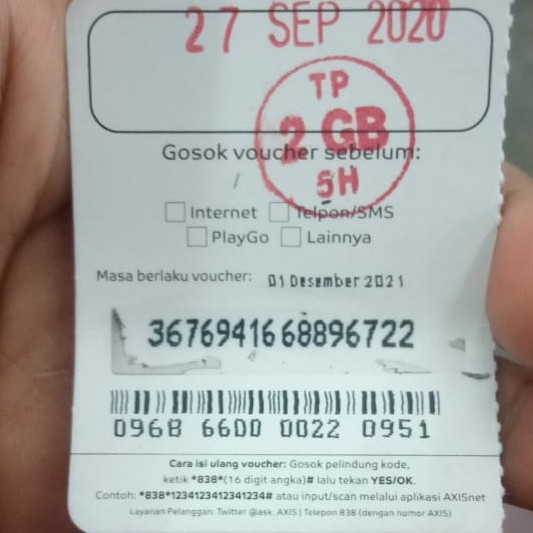 27 SEP 2020
TP
2 GB
5H
Gosok voucher sebelum:
/
Internet Telpon/SMS
PlayGo Lainnya
Masa berlaku voucher: 01 Desember 2021
3676941668896722
0968 6600 0022 0951
Cara isi ulang voucher: Gosok pelindung kode,
ketik *838*(16 digit angka)# lalu tekan YES/OK.
Contoh: *838*1234123412341234# atau input/scan melalui aplikasi AXISnet
Layanan Pelanggan: Twitter @ask_AXIS | Telepon 838 (dengan nomor AXIS)